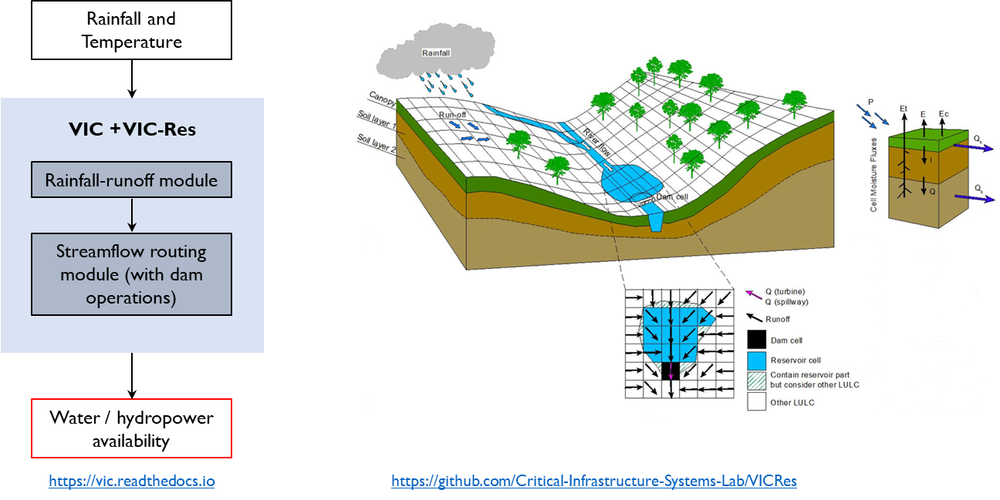 Rainfall and
Temperature
VIC +VIC-Res
Rainfall-runoff module
Streamflow routing
module (with dam
operations)
Water / hydropower
availability
https://vic.readthedocs.io
Rainfall
Canopy
Soil layer 1
Soil layer 2
Run-off
River flow
Dam cell
P
Et
E
Ec
i
Q
Qs
Qb
Cell Moisture Fluxes
Q (turbine)
Q (spillway)
Runoff
Dam cell
Reservoir cell
Contain reservoir part
but consider other LULC
Other LULC
https://github.com/Critical-Infrastructure-Systems-Lab/VICRes